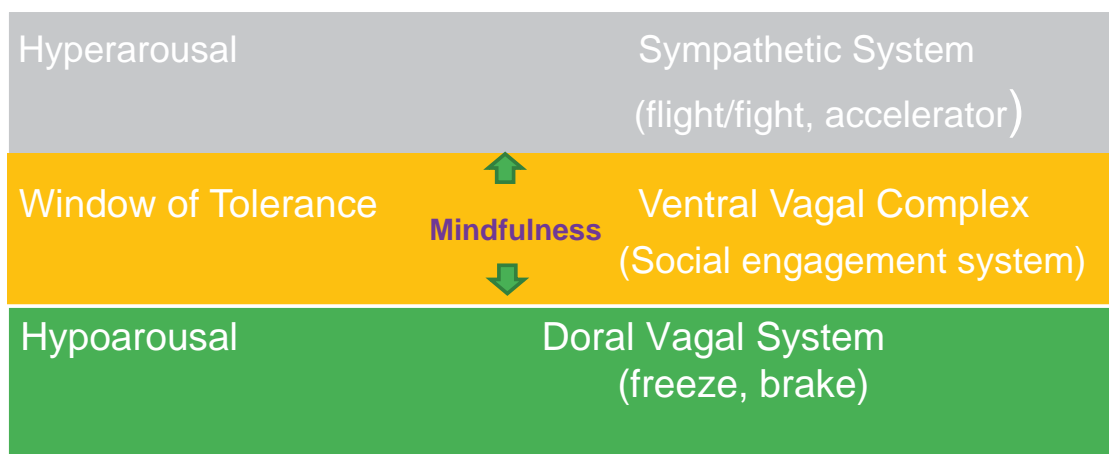 Hyperarousal Sympathetic System
(flight/fight, accelerator)
Window of Tolerance Ventral Vagal Complex
Mindfulness
(Social engagement system)
Hypoarousal Doral Vagal System
(freeze, brake)